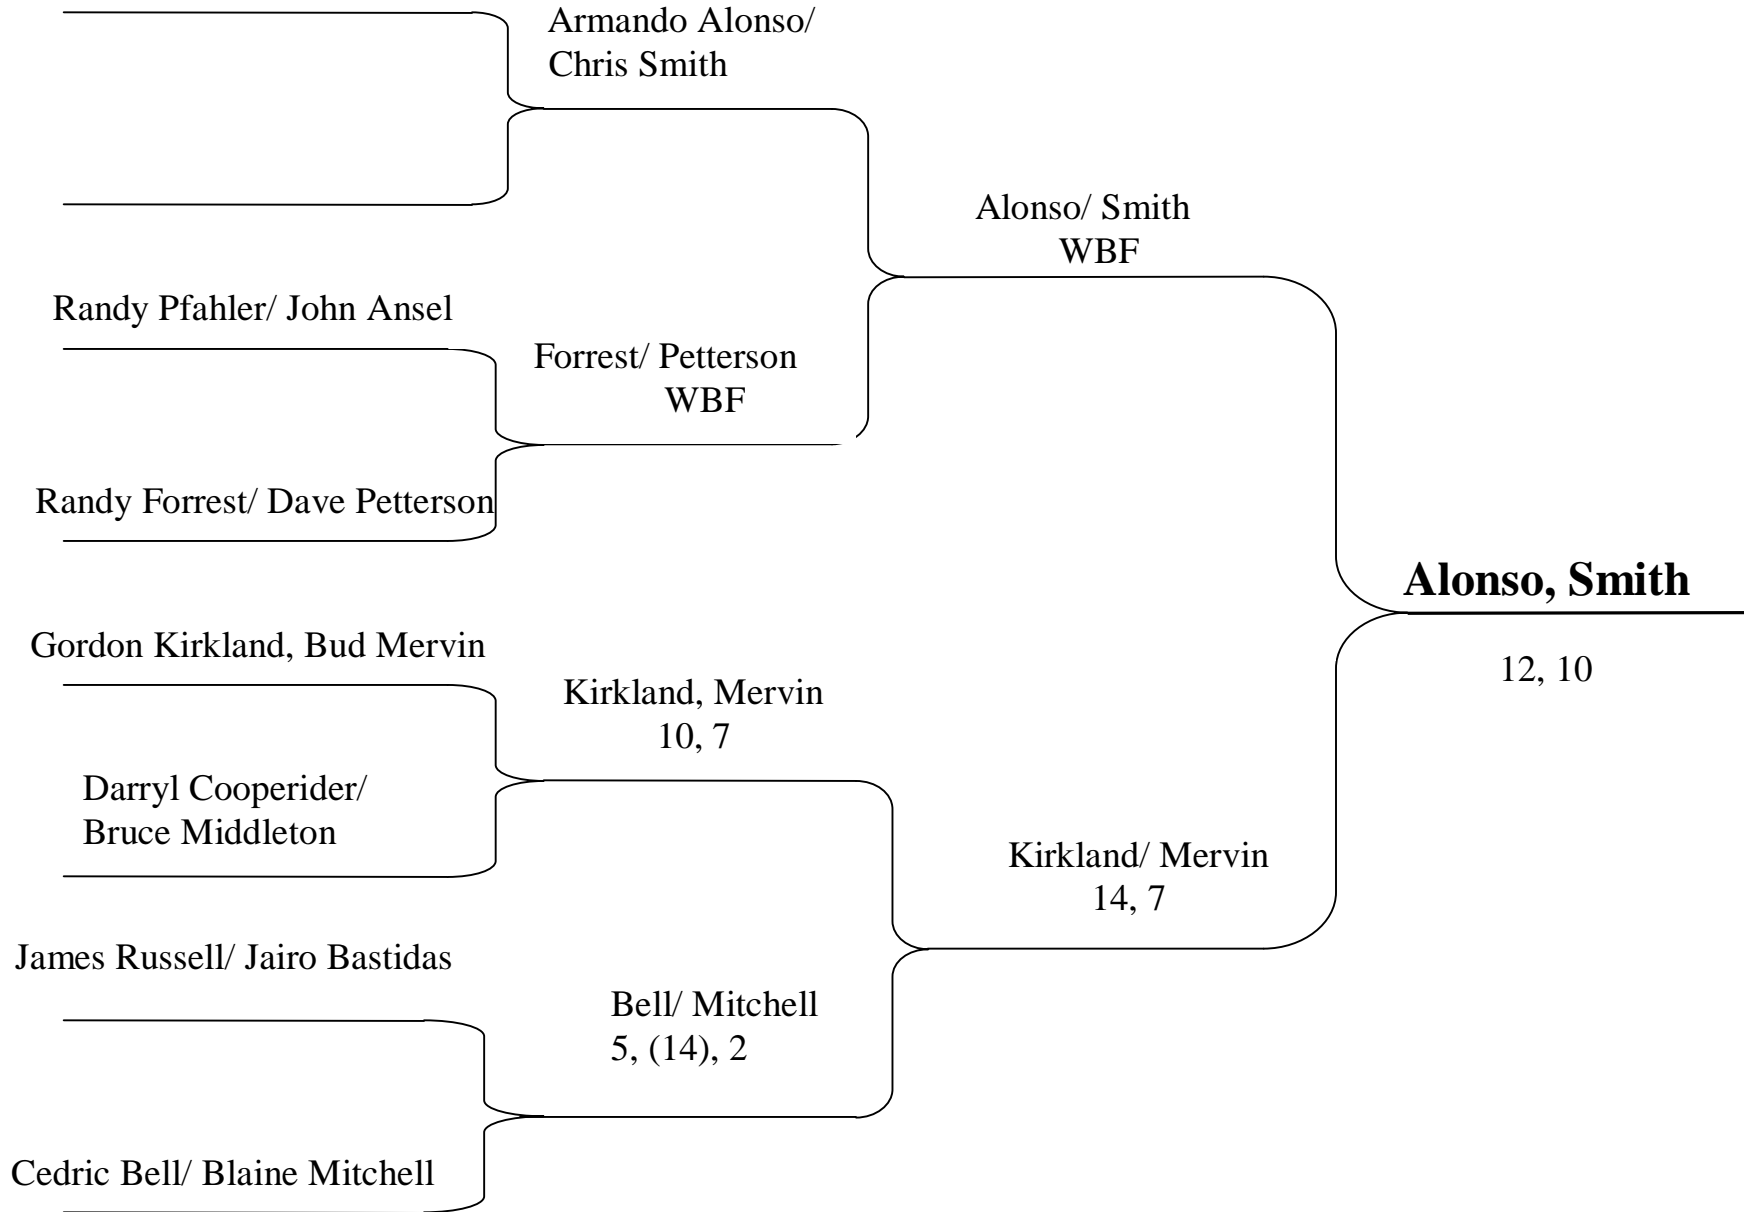 Armando Alonso/
Chris Smith
Alonso/ Smith
WBF
Randy Pfahler/ John Ansel
Forrest/ Petterson
WBF
Randy Forrest/ Dave Petterson
Alonso, Smith
12, 10
Gordon Kirkland, Bud Mervin
Kirkland, Mervin
10, 7
Darryl Cooperider/
Bruce Middleton
Kirkland/ Mervin
14, 7
James Russell/ Jairo Bastidas
Bell/ Mitchell
5, (14), 2
Cedric Bell/ Blaine Mitchell